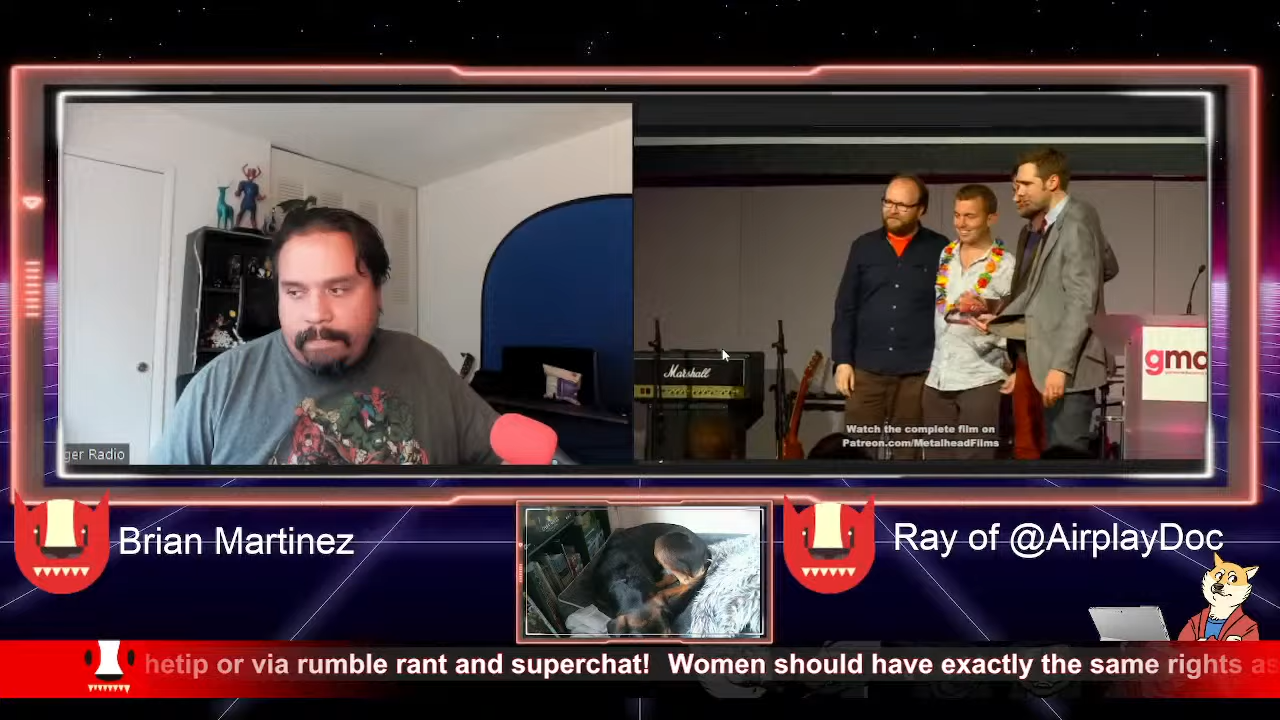 Marshall
gmc
Watch the complete film on
Patreon.com/MetalheadFilms
ger Radio
Brian Martinez
Ray of @AirplayDoc
hetip or via rumble rant and superchat! Women should have exactly the same rights as